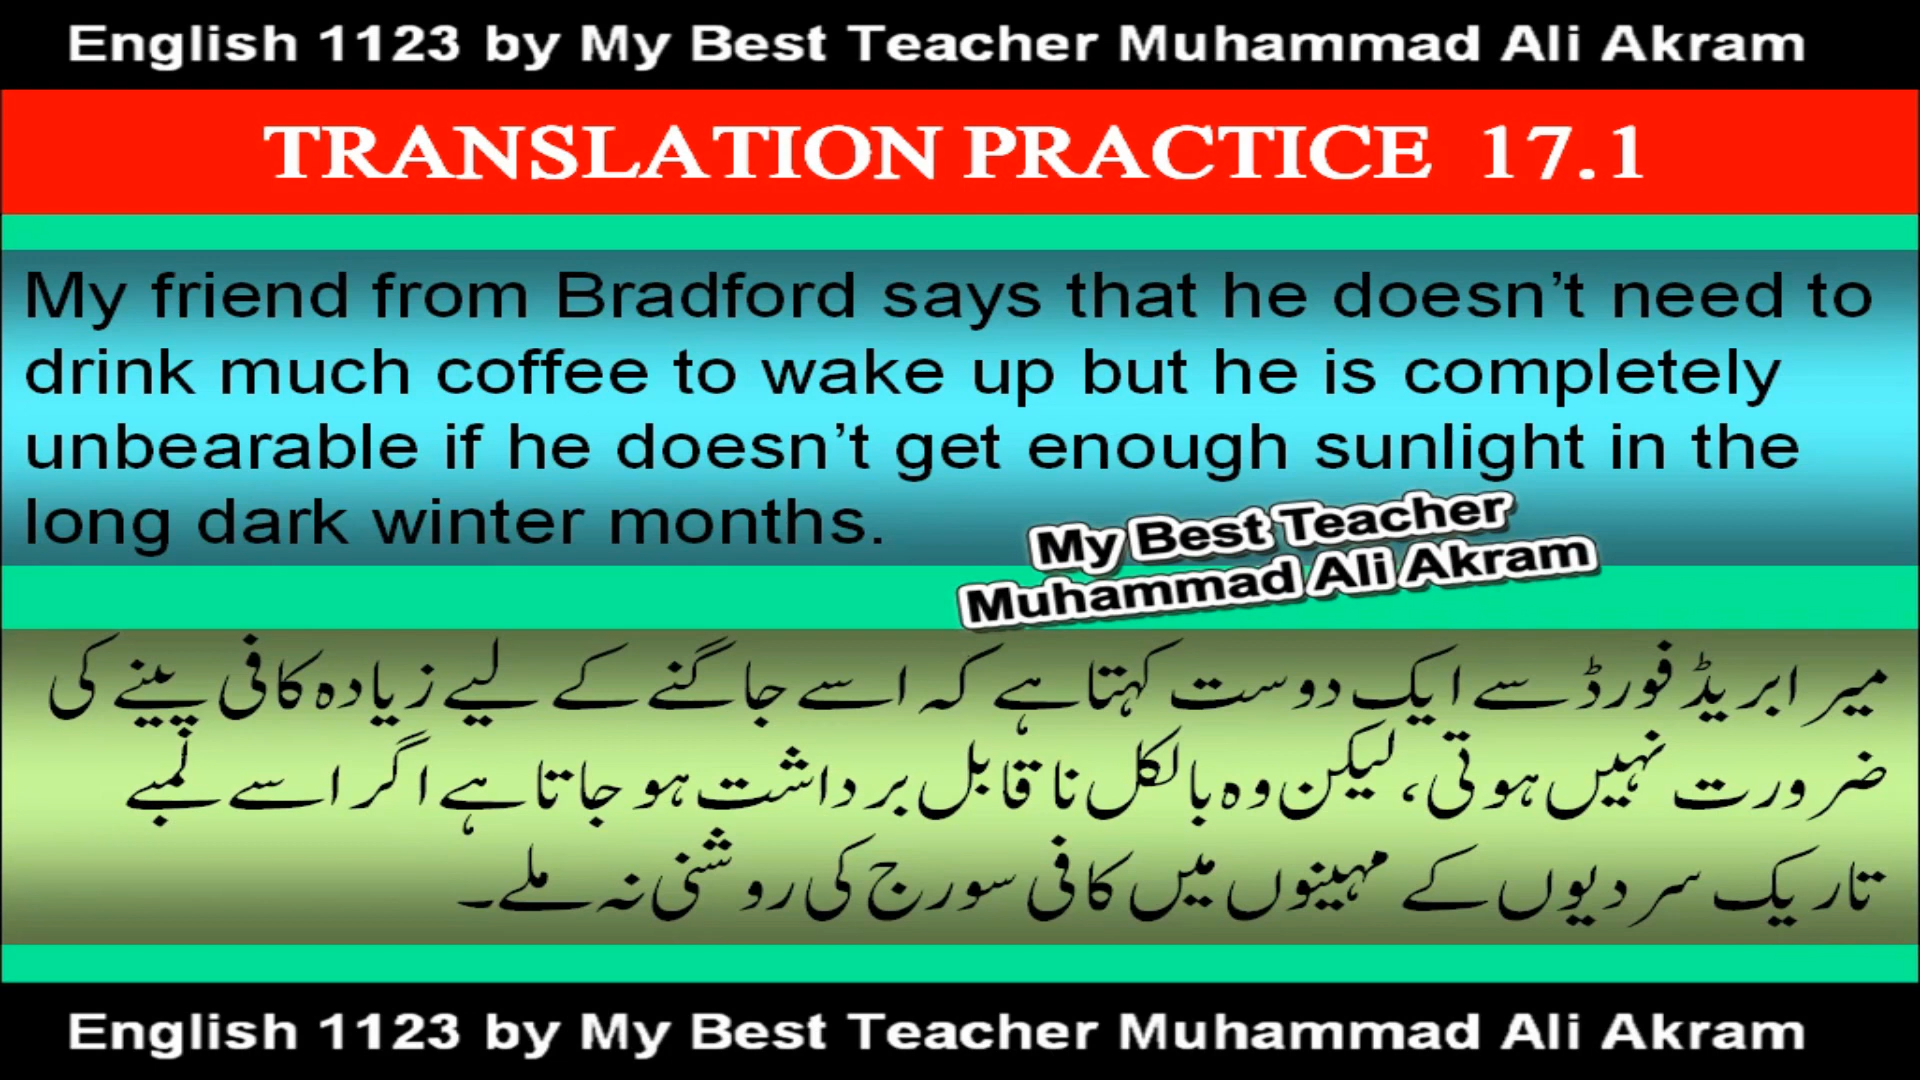 English 1123 by My Best Teacher Muhammad Ali Akram
TRANSLATION PRACTICE 17.1
My friend from Bradford says that he doesn’t need to
drink much coffee to wake up but he is completely
unbearable if he doesn’t get enough sunlight in the
long dark winter months.
My Best Teacher
Muhammad Ali Akram
میرا بریڈ فورڈ سے ایک دوست کہتا ہے کہ اسے جاگنے کے لیے زیادہ کافی پینے کی
ضرورت نہیں ہوتی، لیکن وہ بالکل ناقابل برداشت ہو جاتا ہے اگر اسے لمبے
تاریک سردیوں کے مہینوں میں کافی سورج کی روشنی نہ ملے۔
English 1123 by My Best Teacher Muhammad Ali Akram